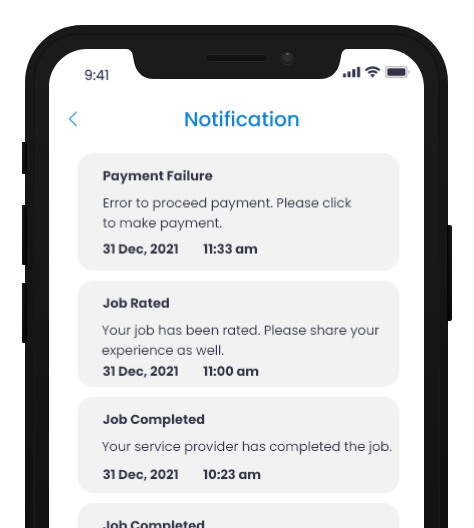 9:41
Notification
Payment Failure
Error to proceed payment. Please click
to make payment.
31 Dec, 2021 11:33 am
Job Rated
Your job has been rated. Please share your
experience as well.
31 Dec, 2021 11:00 am
Job Completed
Your service provider has completed the job.
31 Dec, 2021 10:23 am
Job Completed